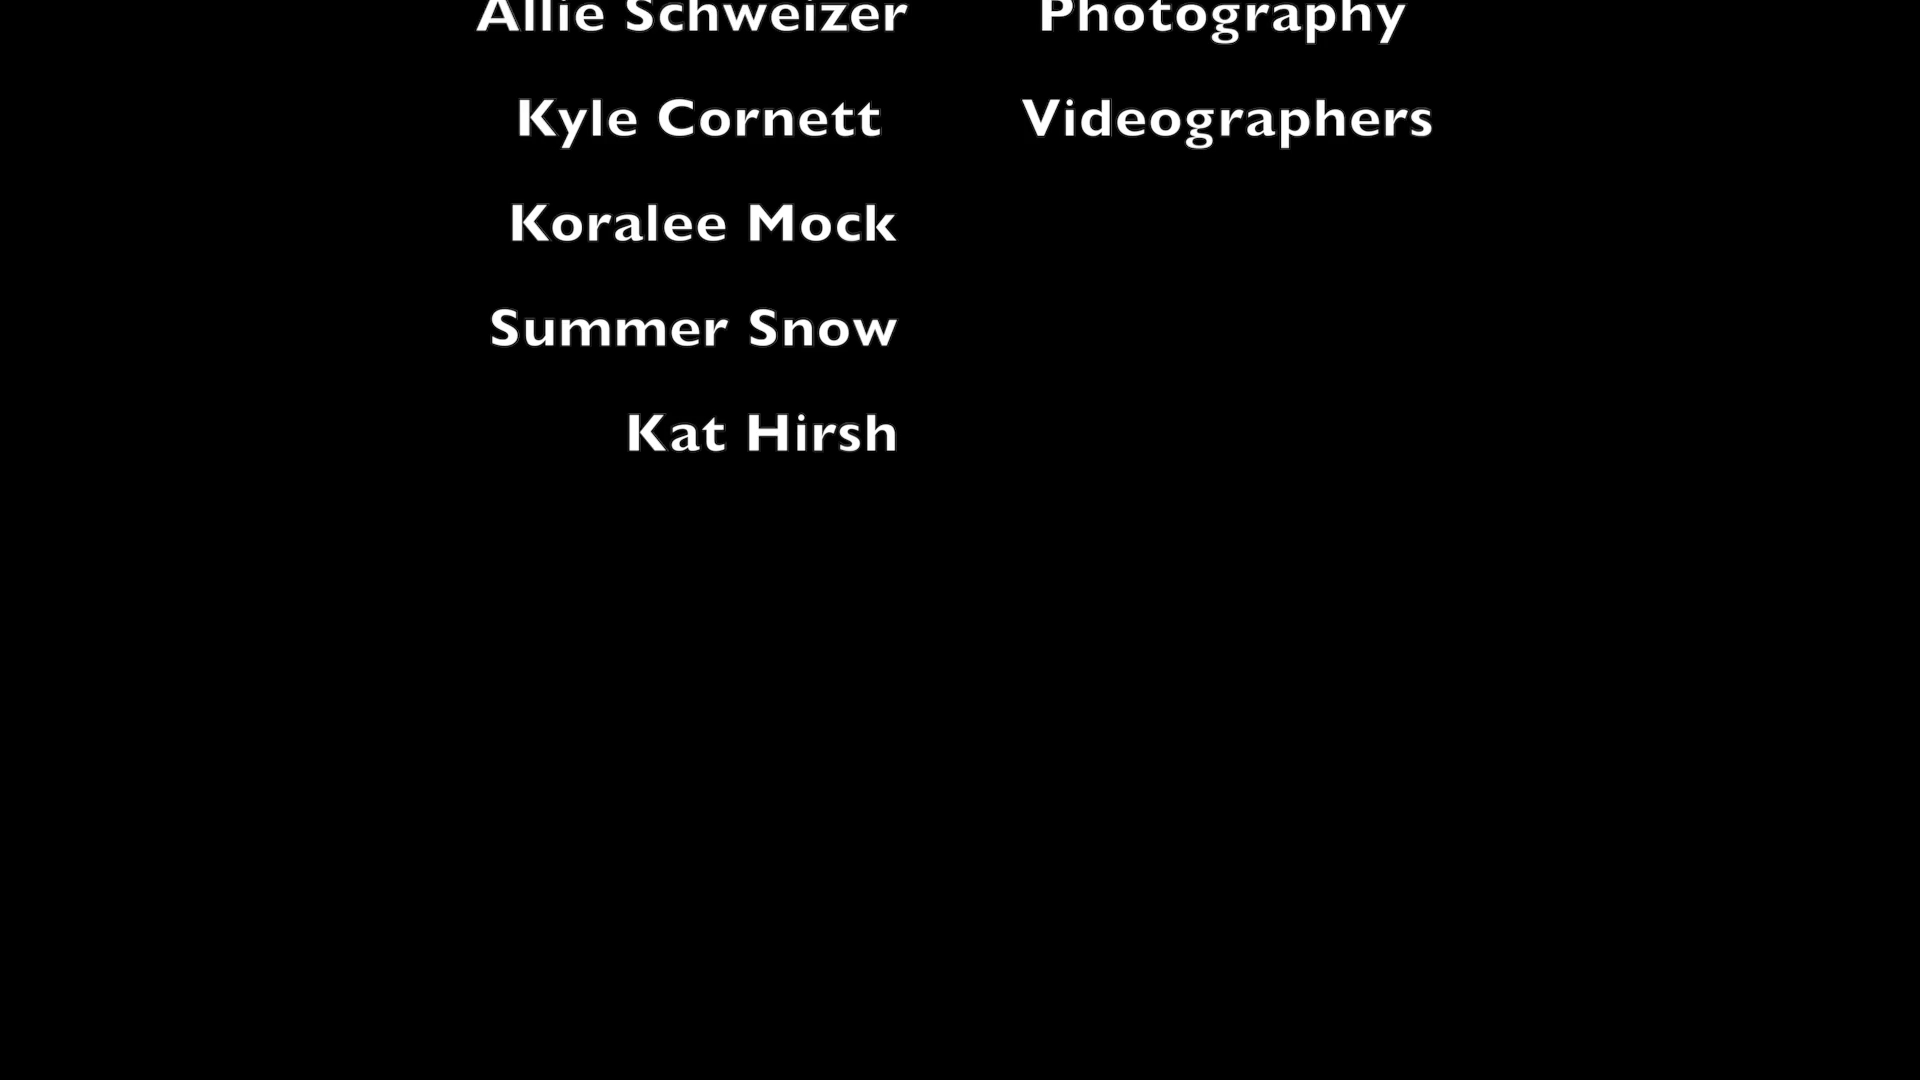 Allie Schweizer Photography
Kyle Cornett Videographers
Koralee Mock
Summer Snow
Kat Hirsh